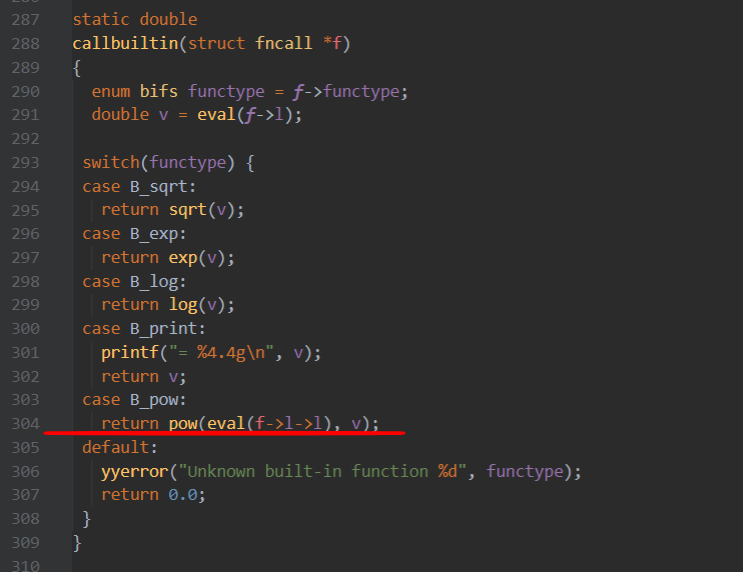 287 static double
288 callbuiltin(struct fncall *f)
289 {
290 enum bifs functype = f->functype;
291 double v = eval(f->l);
292
293 switch(functype) {
294 case B_sqrt:
295 return sqrt(v);
296 case B_exp:
297 return exp(v);
298 case B_log:
299 return log(v);
300 case B_print:
301 printf("= %4.4g\n", v);
302 return v;
303 case B_pow:
304 return pow(eval(f->l->l), v);
305 default:
306 yyerror("Unknown built-in function %d", functype);
307 return 0.0;
308 }
309 }
310